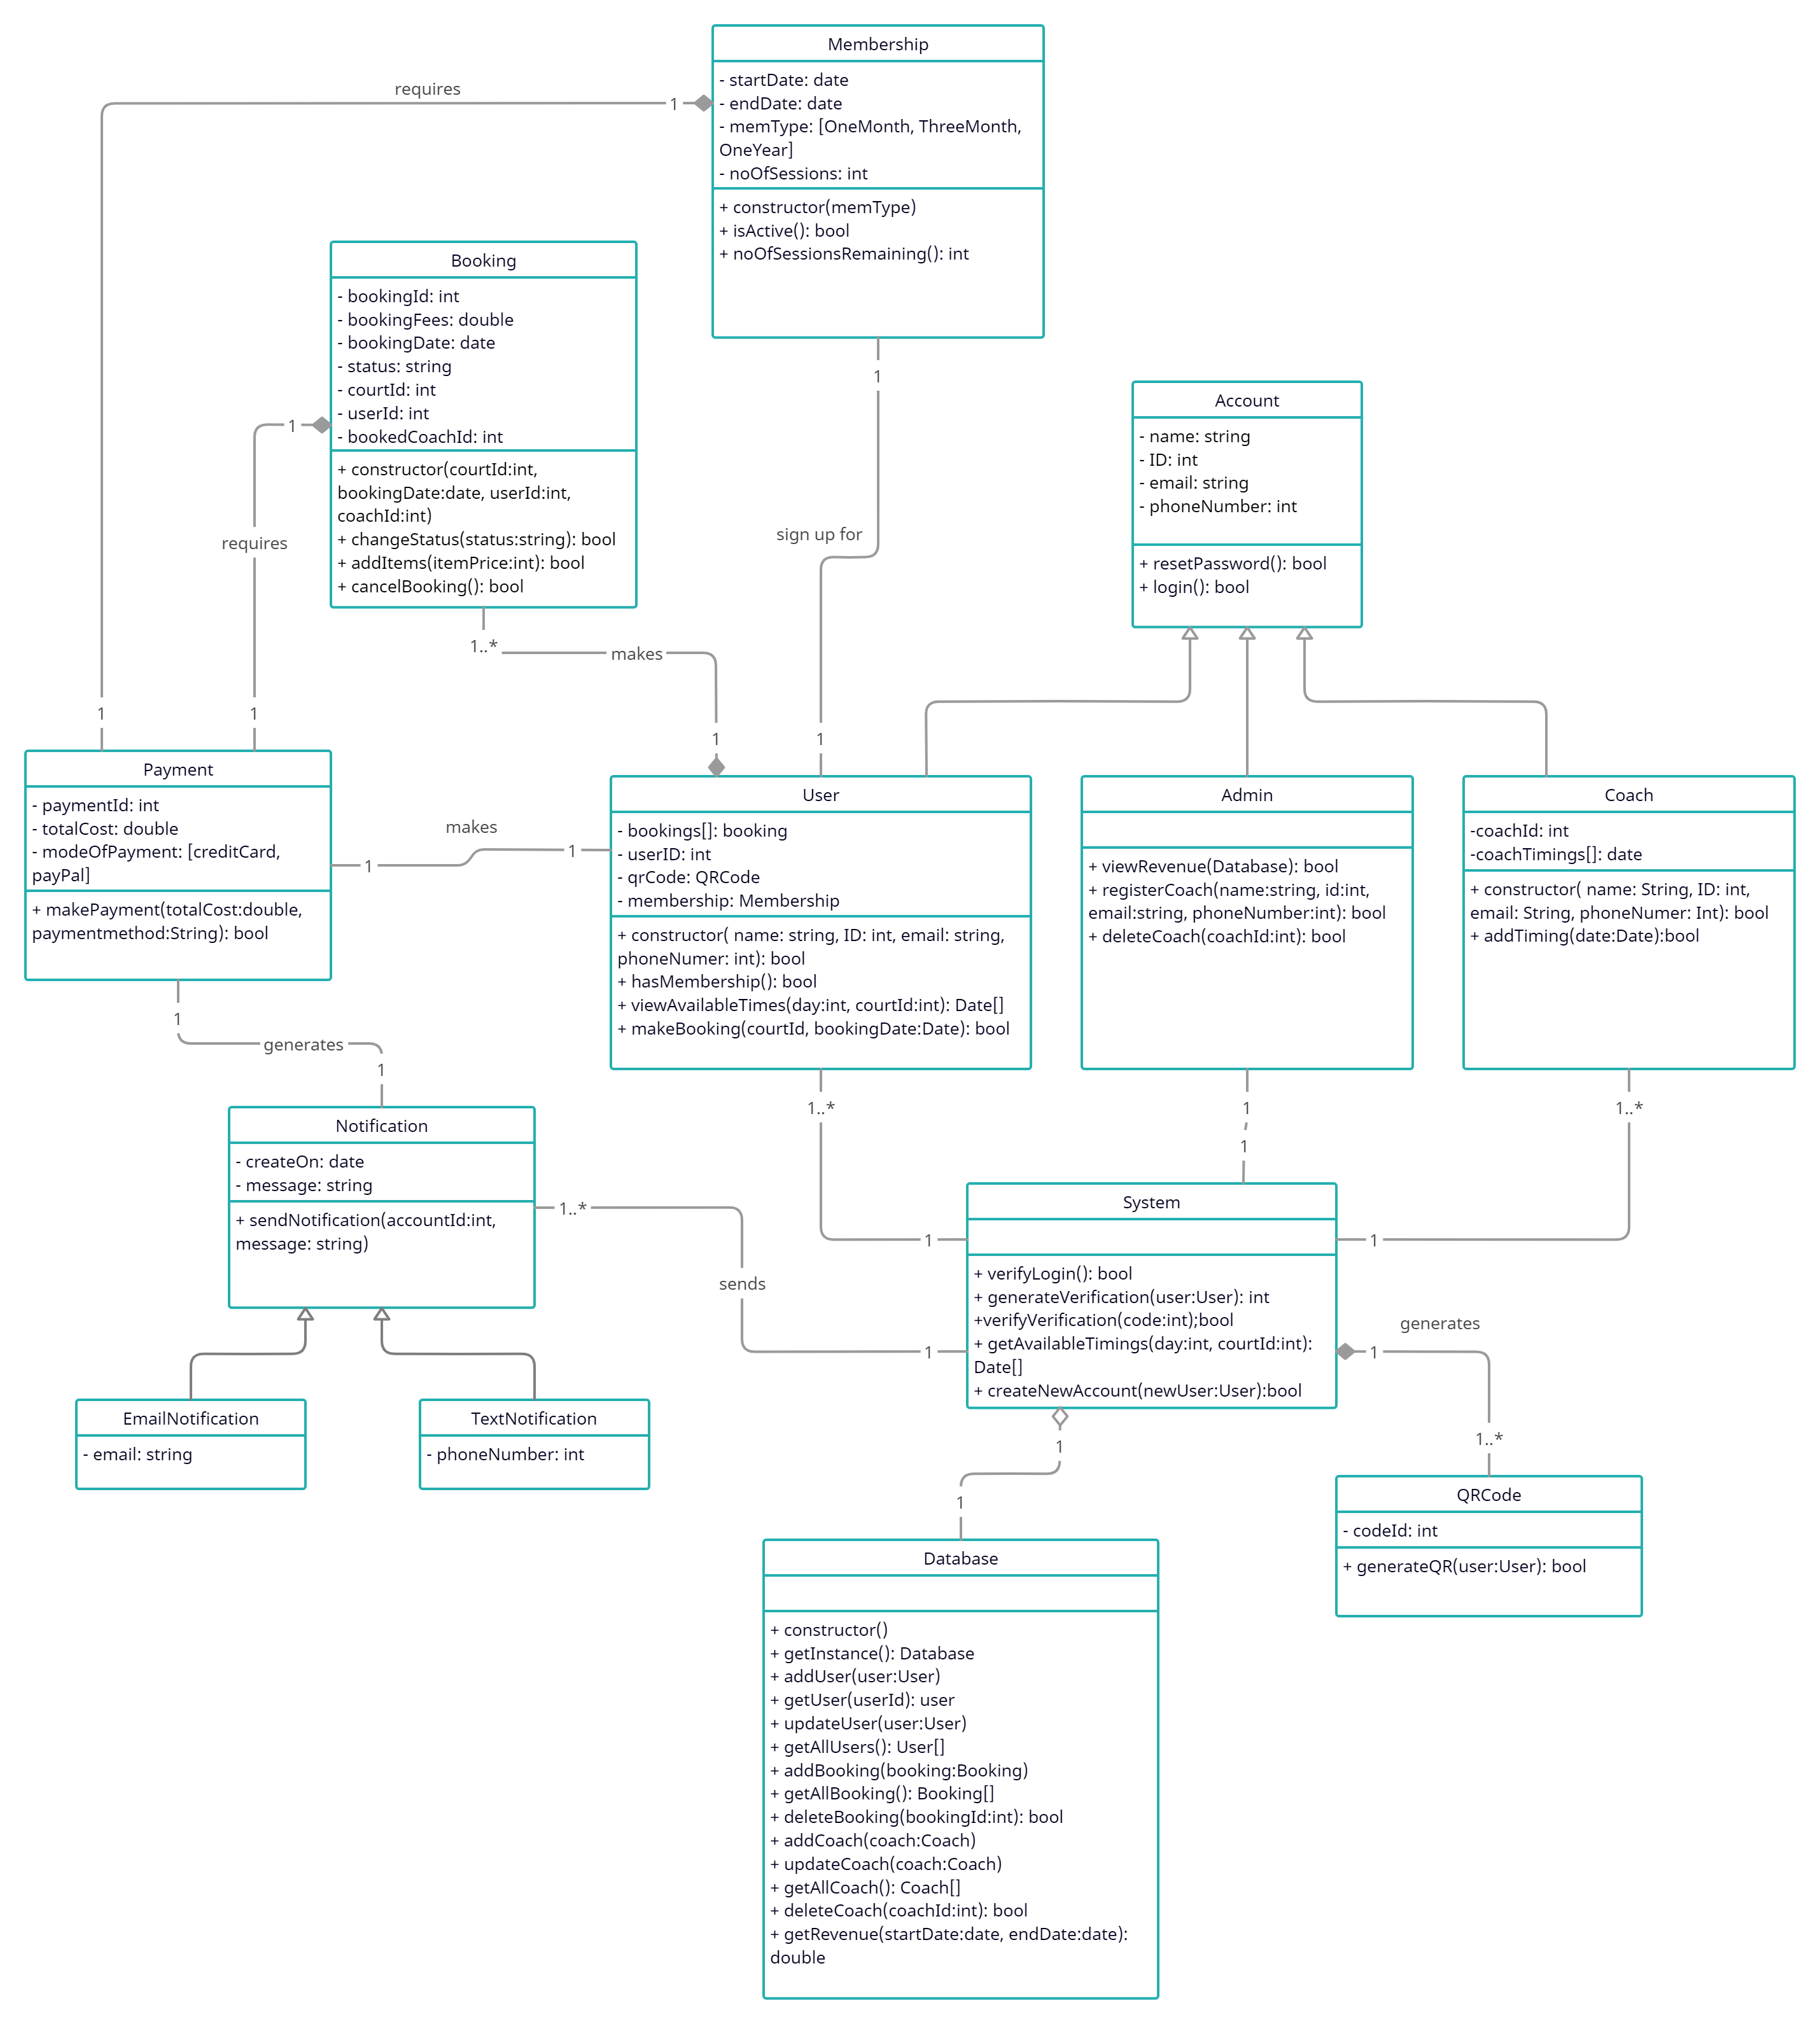 Membership
- startDate: date
- endDate: date
- memType: [OneMonth, ThreeMonth,
OneYear]
- noOfSessions: int
+ constructor(memType)
+ isActive(): bool
+ noOfSessionsRemaining(): int
requires
1
1
Booking
- bookingId: int
- bookingFees: double
- bookingDate: date
- status: string
- courtId: int
- userId: int
- bookedCoachId: int
+ constructor(courtId:int,
bookingDate:date, userId:int,
coachId:int)
+ changeStatus(status:string): bool
+ addItems(itemPrice:int): bool
+ cancelBooking(): bool
1
requires
1
1..*
makes
1
1
sign up for
1
Account
- name: string
- ID: int
- email: string
- phoneNumber: int
+ resetPassword(): bool
+ login(): bool
Payment
- paymentId: int
- totalCost: double
- modeOfPayment: [creditCard,
payPal]
+ makePayment(totalCost:double,
paymentmethod:String): bool
makes
1
1
User
- bookings[]: booking
- userID: int
- qrCode: QRCode
- membership: Membership
+ constructor( name: string, ID: int, email: string,
phoneNumer: int): bool
+ hasMembership(): bool
+ viewAvailableTimes(day:int, courtId:int): Date[]
+ makeBooking(courtId, bookingDate:Date): bool
Admin
+ viewRevenue(Database): bool
+ registerCoach(name:string, id:int,
email:string, phoneNumber:int): bool
+ deleteCoach(coachId:int): bool
Coach
-coachId: int
-coachTimings[]: date
+ constructor( name: String, ID: int,
email: String, phoneNumer: Int): bool
+ addTiming(date:Date):bool
1
generates
1
Notification
- createOn: date
- message: string
+ sendNotification(accountId:int,
message: string)
1..*
sends
1
1..*
1
1
1
1..*
1
System
+ verifyLogin(): bool
+ generateVerification(user:User): int
+verifyVerification(code:int);bool
+ getAvailableTimings(day:int, courtId:int):
Date[]
+ createNewAccount(newUser:User):bool
generates
1
1..*
EmailNotification
- email: string
TextNotification
- phoneNumber: int
1
1
QRCode
- codeId: int
+ generateQR(user:User): bool
Database
+ constructor()
+ getInstance(): Database
+ addUser(user:User)
+ getUser(userId): user
+ updateUser(user:User)
+ getAllUsers(): User[]
+ addBooking(booking:Booking)
+ getAllBooking(): Booking[]
+ deleteBooking(bookingId:int): bool
+ addCoach(coach:Coach)
+ updateCoach(coach:Coach)
+ getAllCoach(): Coach[]
+ deleteCoach(coachId:int): bool
+ getRevenue(startDate:date, endDate:date):
double